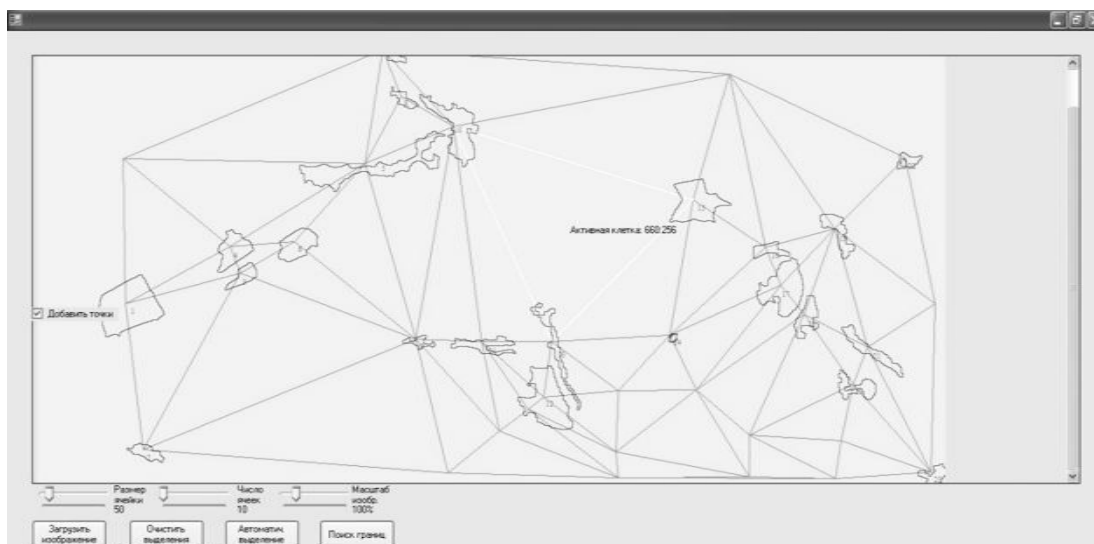 Активная клетка: 660:256
Добавить точки
Размер
ячейки
50
Число
ячеек
10
Масштаб
изобр.
100%
Загрузить
изображение
Очистить
выделения
Автоматич.
выделение
Поиск границ